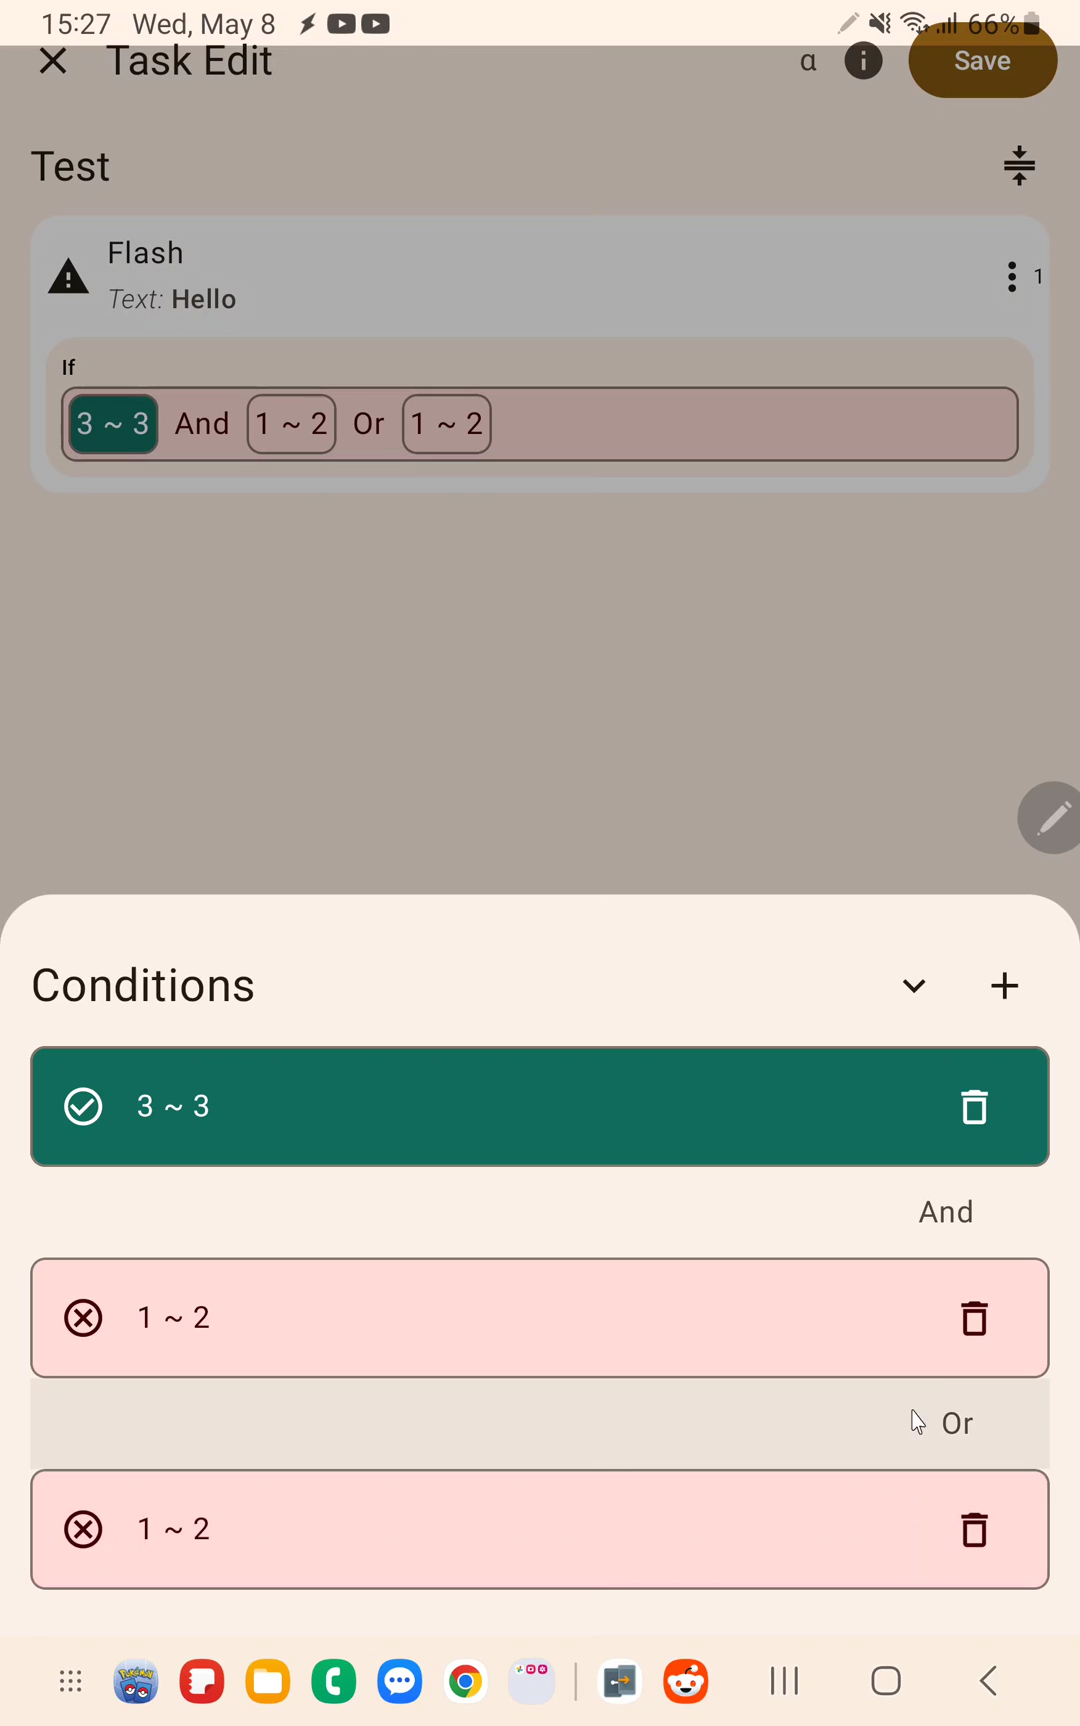 15:27 Wed, May 8 66%
Task Edit α i Save
Test
Flash
1
Text: Hello
If
3 ~ 3 And 1 ~ 2 Or 1 ~ 2
Conditions
3 ~ 3
And
1 ~ 2
Or
1 ~ 2